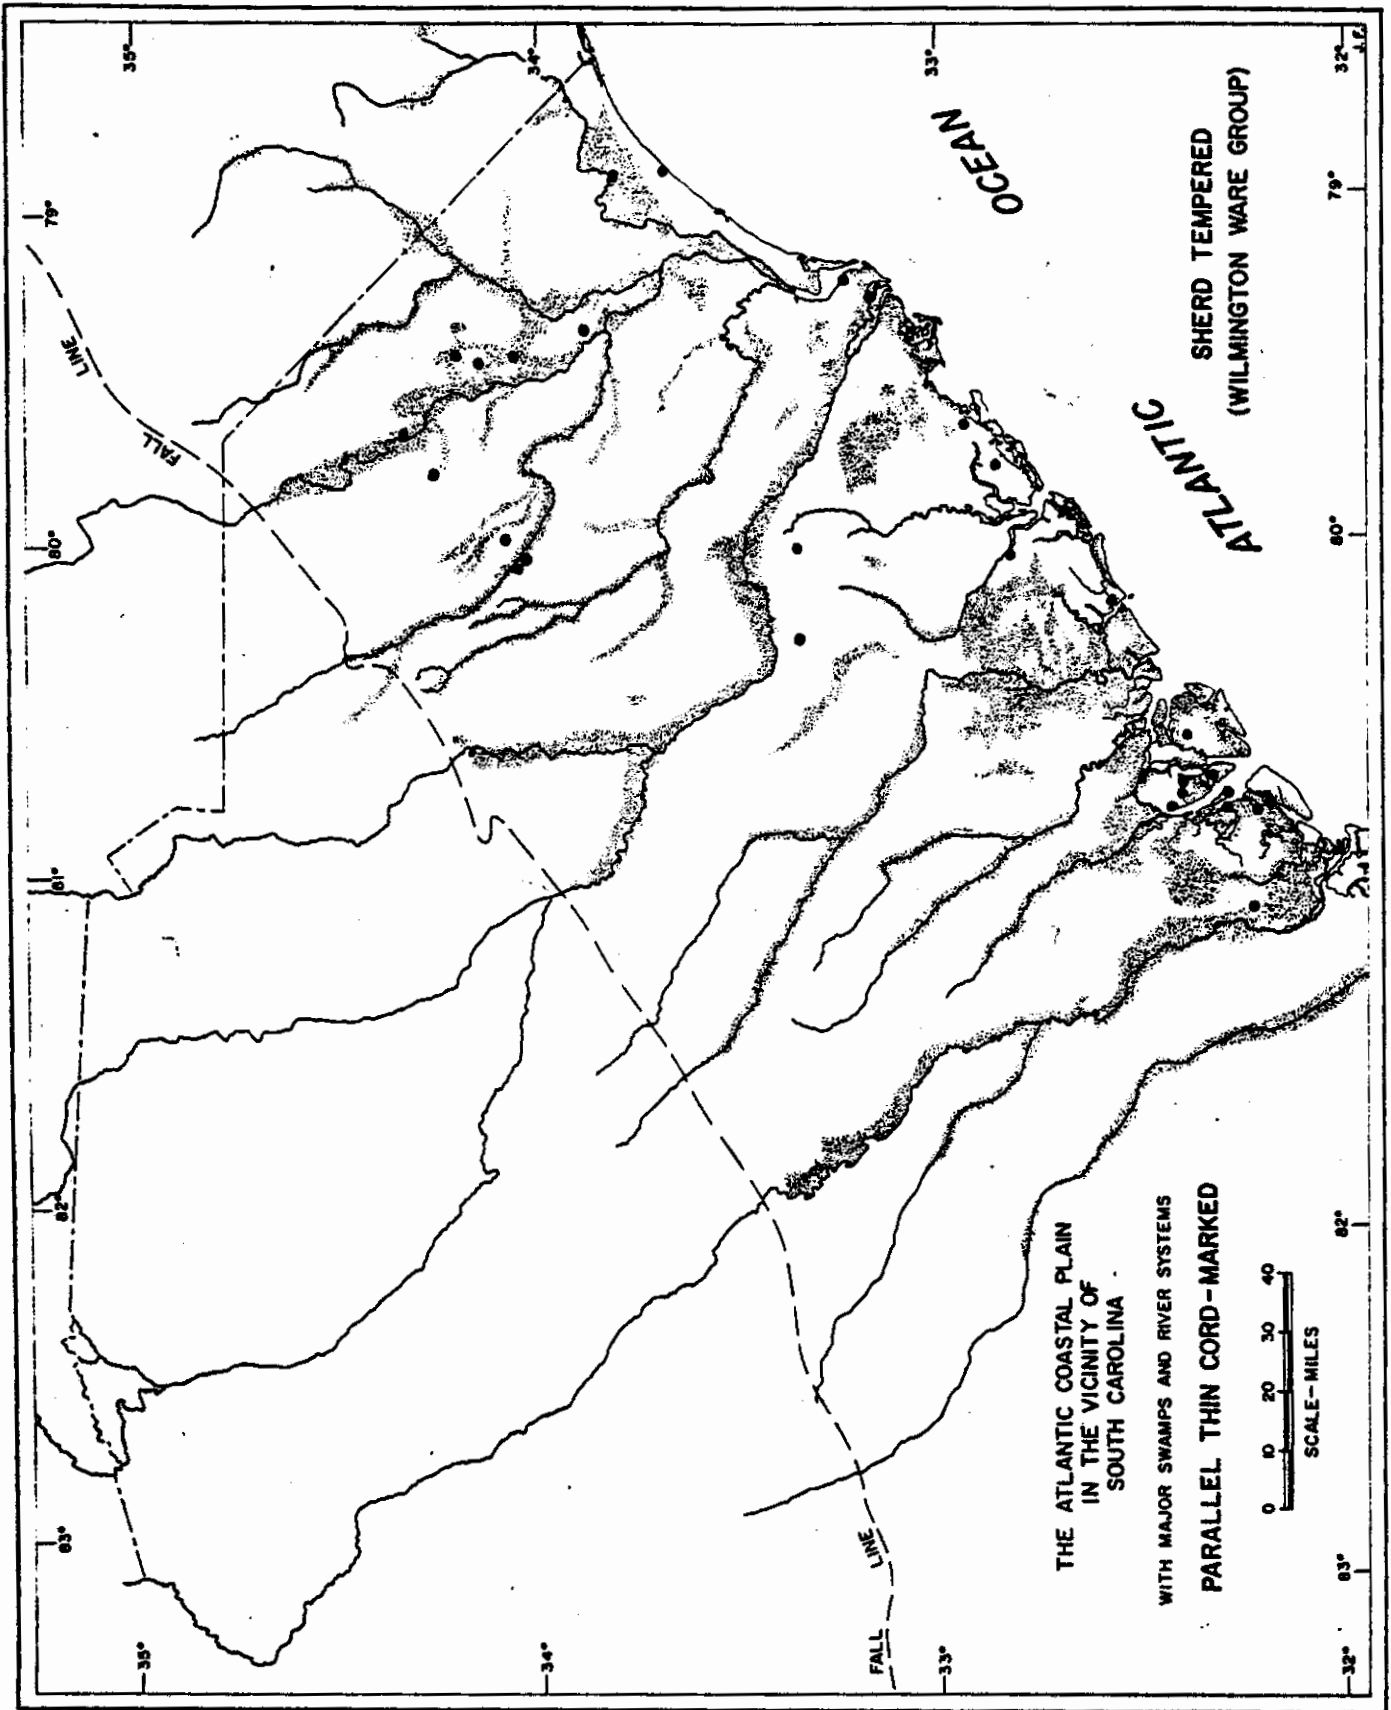 83°
82°
81°
80°
79°
35°
35°
34°
34°
33°
33°
32°
32°
83°
82°
80°
79°
LINE
FALL
FALL
LINE
ATLANTIC
OCEAN
THE ATLANTIC COASTAL PLAIN
IN THE VICINITY OF
SOUTH CAROLINA
WITH MAJOR SWAMPS AND RIVER SYSTEMS
PARALLEL THIN CORD-MARKED
0 10 20 30 40
SCALE-MILES
SHERD TEMPERED
(WILMINGTON WARE GROUP)